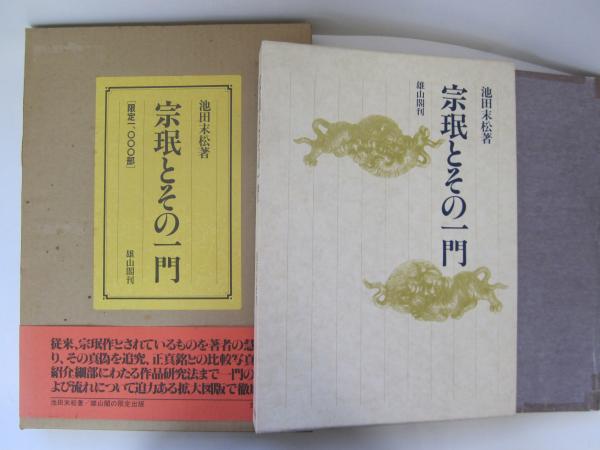 池田末松著
宗珉とその一門
［限定一、〇〇〇部］
雄山閣刊
従来、宗珉作とされているものを著者の慧
り、その真偽を追究、正真銘との比較写真
紹介細部にわたる作品研究法まで一門の
よび流れについて迫力ある拡大図版で徹
池田末松著／雄山閣の限定出版
池田末松著
宗珉とその一門
雄山閣刊